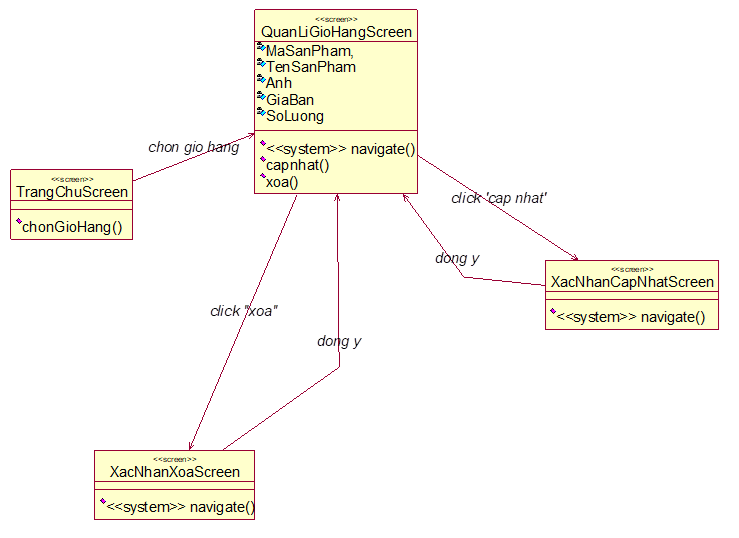 <<screen>>
QuanLiGioHangScreen
MaSanPham,
TenSanPham
Anh
GiaBan
SoLuong
<<system>> navigate()
capnhat()
xoa()
chon gio hang
<<screen>>
TrangChuScreen
chonGioHang()
click 'cap nhat'
dong y
<<screen>>
XacNhanCapNhatScreen
<<system>> navigate()
click "xoa"
dong y
<<screen>>
XacNhanXoaScreen
<<system>> navigate()